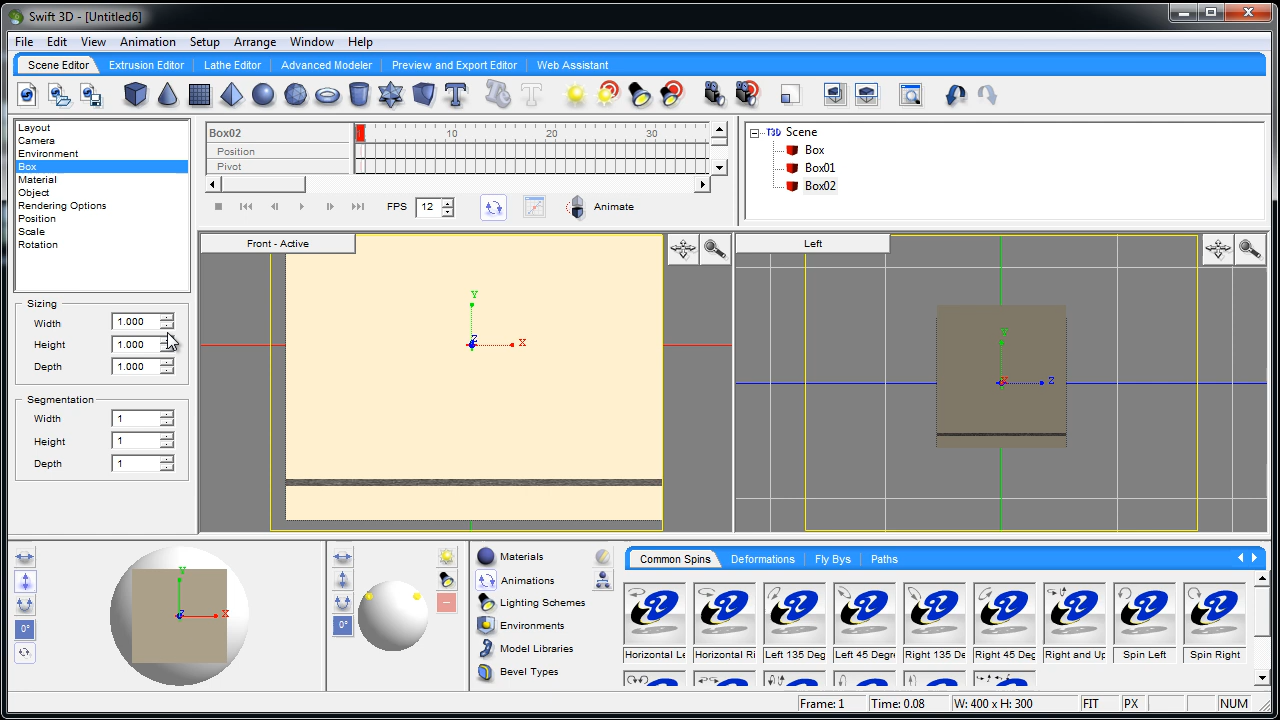 Swift 3D - [Untitled6]
File Edit View Animation Setup Arrange Window Help
Scene Editor Extrusion Editor Lathe Editor Advanced Modeler Preview and Export Editor Web Assistant
Layout
Camera
Environment
Box
Material
Object
Rendering Options
Position
Scale
Rotation
Box02
Position
Pivot
10 20 30
FPS 12 Animate
Scene
Box
Box01
Box02
Front - Active
Y
Z
X
Left
Y
X
Z
Sizing
Width 1.000
Height 1.000
Depth 1.000
Segmentation
Width 1
Height 1
Depth 1
0°
Y
Z
X
0°
Materials
Animations
Lighting Schemes
Environments
Model Libraries
Bevel Types
Common Spins Deformations Fly Bys Paths
Horizontal Le Horizontal Ri Left 135 Deg Left 45 Degr Right 135 De Right 45 Deg Right and Up Spin Left Spin Right
Frame: 1 Time: 0.08 W: 400 x H: 300 FIT PX NUM